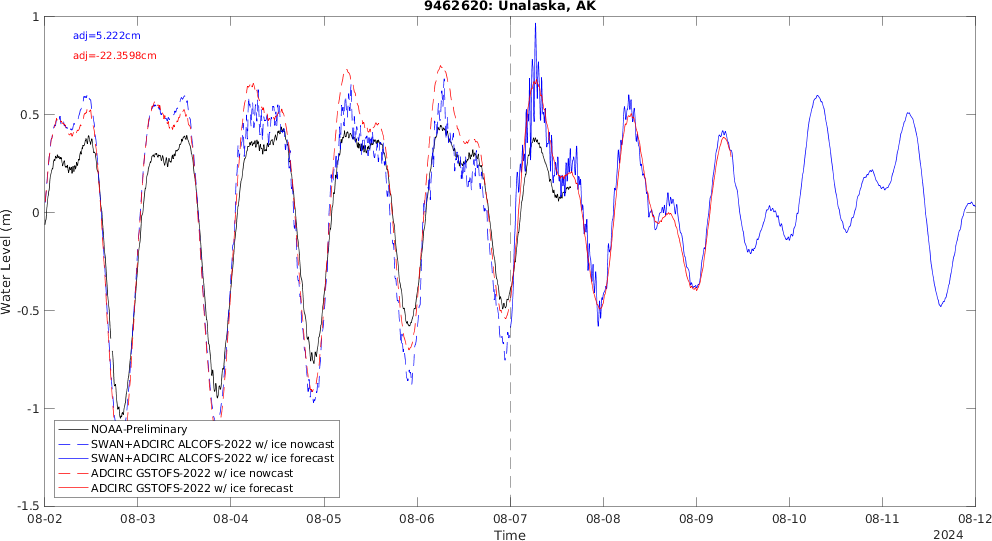 9462620: Unalaska, AK
adj=5.222cm
adj=-22.3598cm
1
0.5
0
-0.5
-1
-1.5
Water Level (m)
NOAA-Preliminary
SWAN+ADCIRC ALCOFS-2022 w/ ice nowcast
SWAN+ADCIRC ALCOFS-2022 w/ ice forecast
ADCIRC GSTOFS-2022 w/ ice nowcast
ADCIRC GSTOFS-2022 w/ ice forecast
08-02 08-03 08-04 08-05 08-06 08-07 08-08 08-09 08-10 08-11 08-12
Time
2024